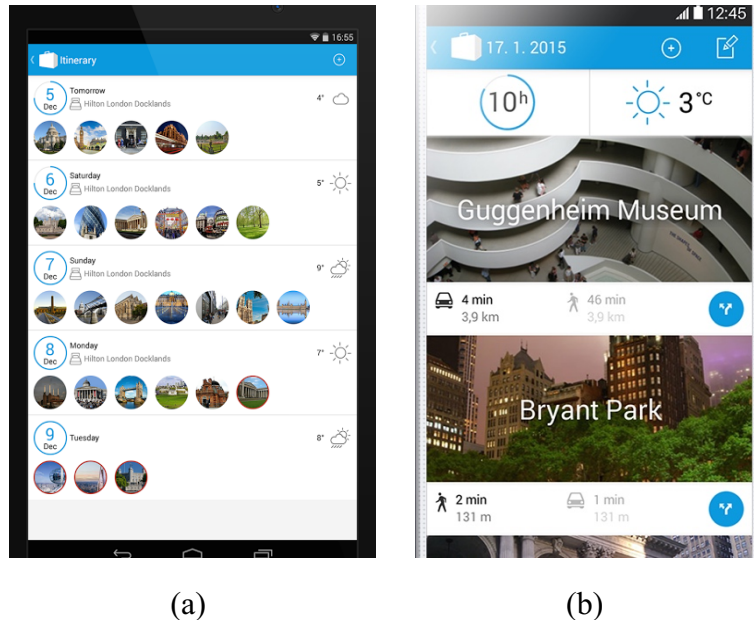 16:55
Itinerary
5 Dec Tomorrow
Hilton London Docklands
4°
6 Dec Saturday
Hilton London Docklands
5°
7 Dec Sunday
Hilton London Docklands
9°
8 Dec Monday
Hilton London Docklands
7°
9 Dec Tuesday
8°
(a)
12:45
17. 1. 2015
10h
3°C
Guggenheim Museum
4 min
3,9 km
46 min
3,9 km
Bryant Park
2 min
131 m
1 min
131 m
(b)